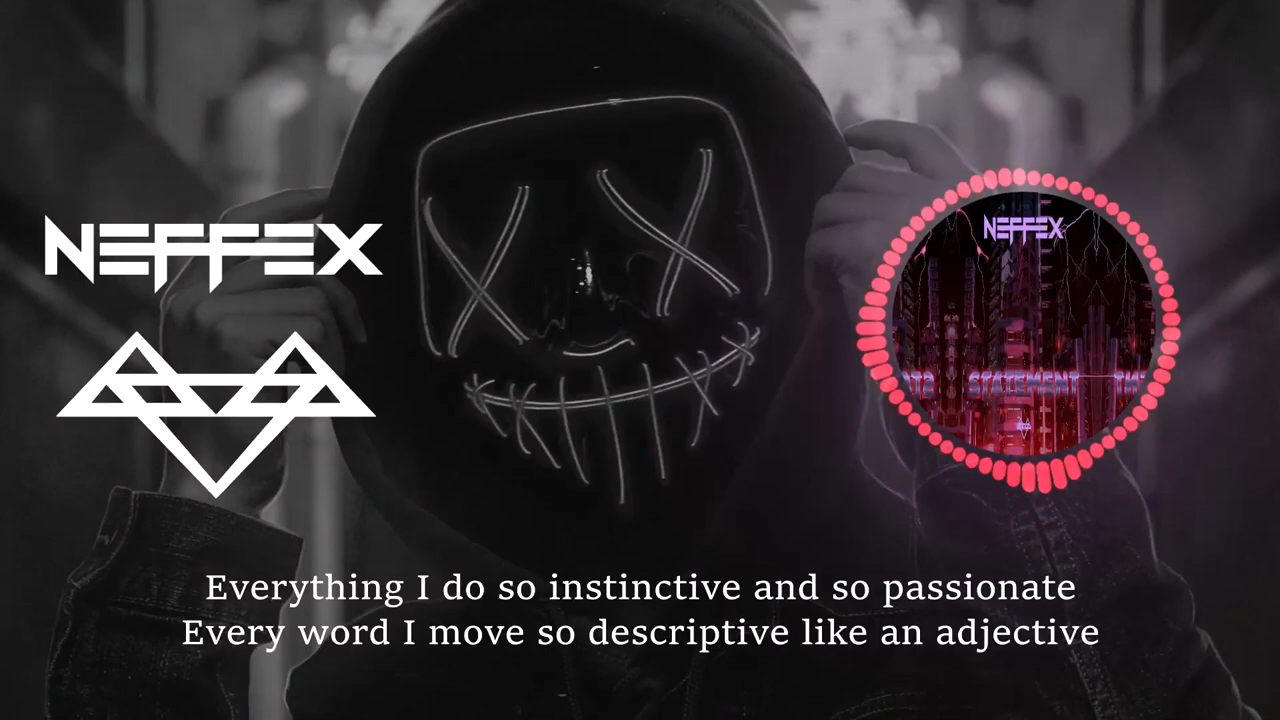 NEFFEX
NEFFEX
STATEMENT
Everything I do so instinctive and so passionate
Every word I move so descriptive like an adjective